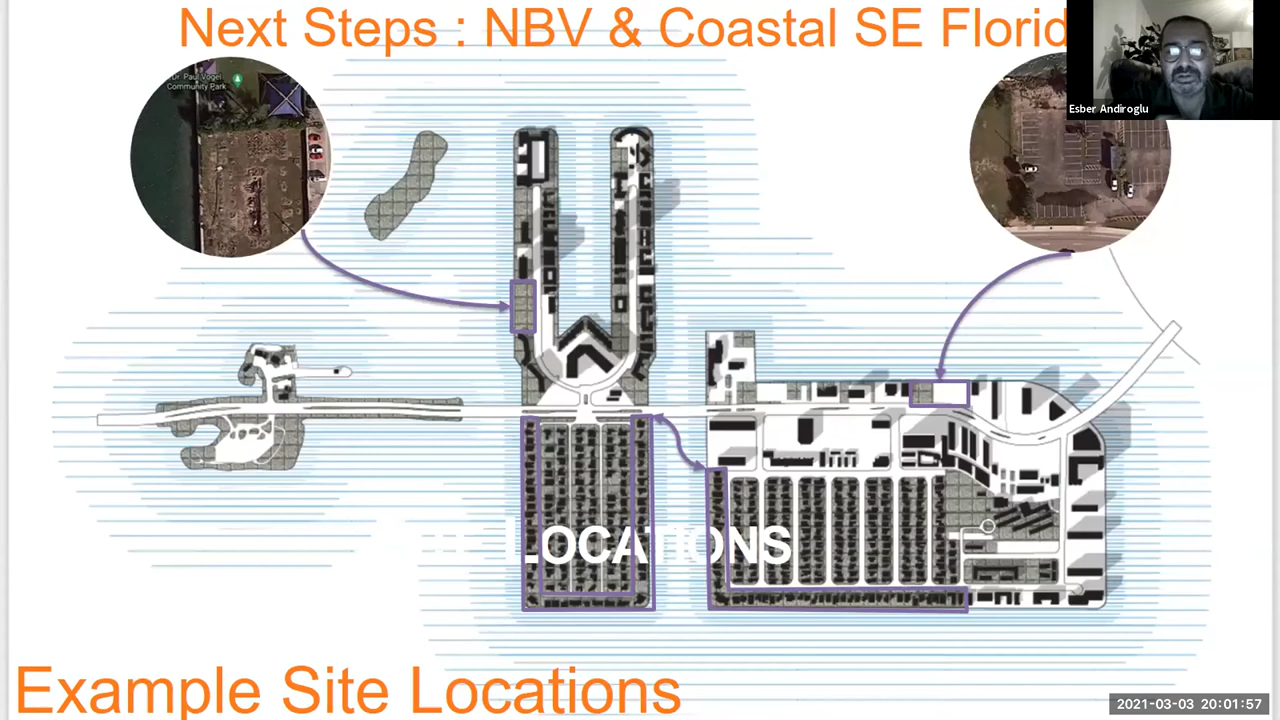 Next Steps : NBV & Coastal SE Florid
Dr. Paul Vogel
Community Park
Esber Andiroglu
LOCATIONS
Example Site Locations
2021-03-03 20:01:57